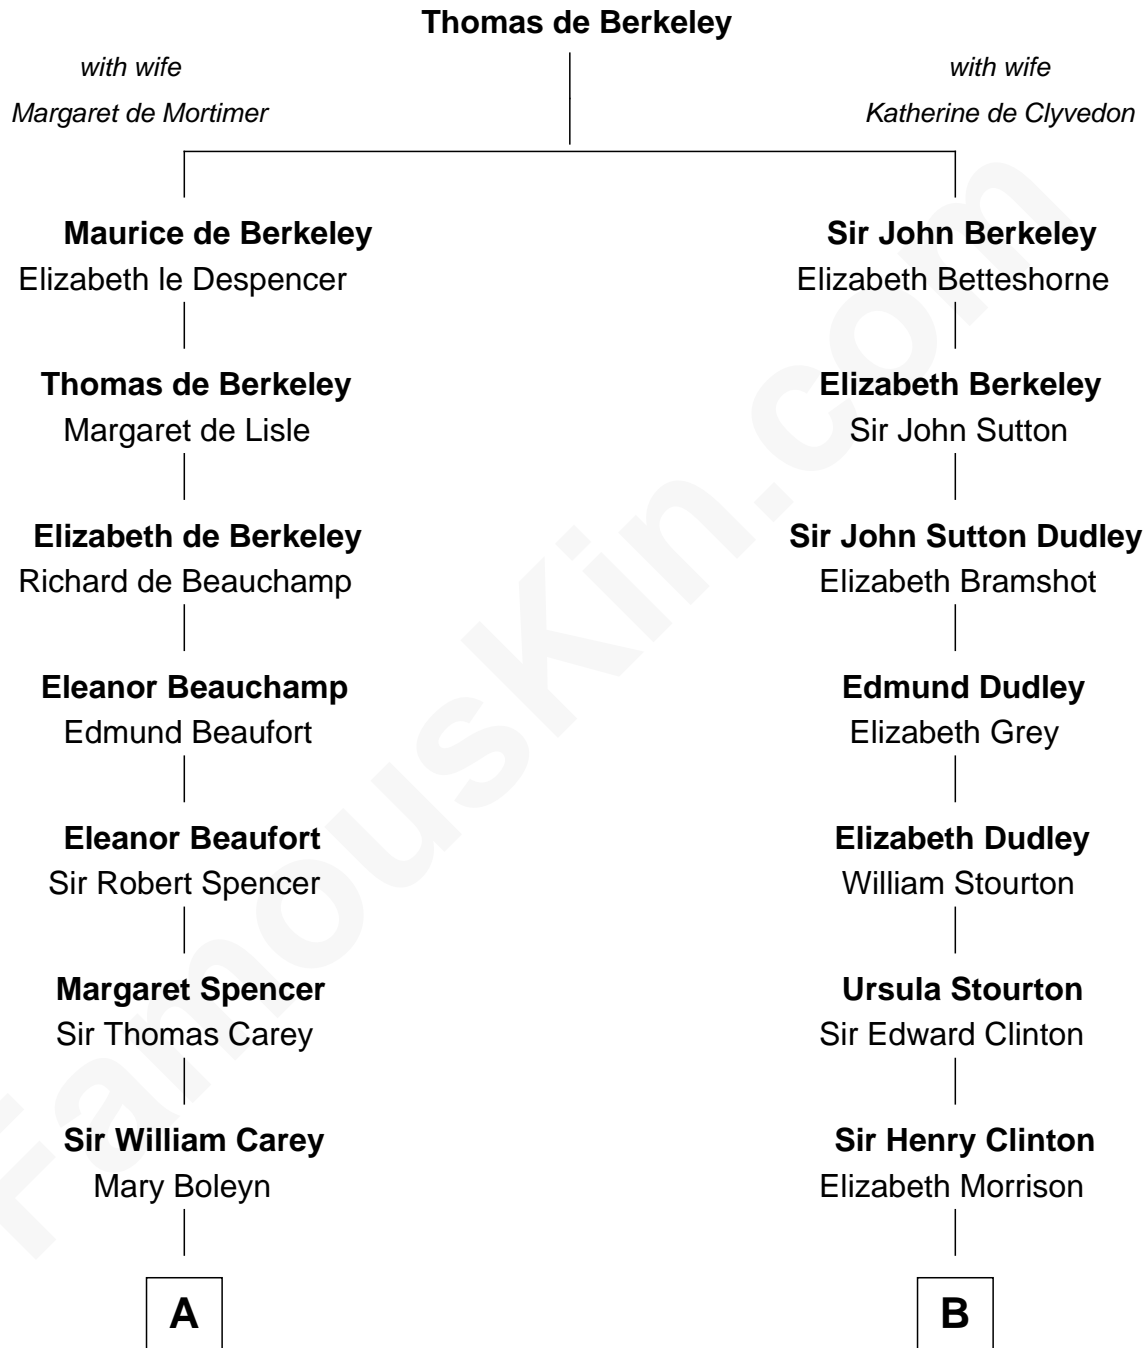 Thomas de Berkeley
with wife
Margaret de Mortimer
with wife
Katherine de Clyvedon
Maurice de Berkeley
Elizabeth le Despencer
Sir John Berkeley
Elizabeth Betteshorne
Thomas de Berkeley
Margaret de Lisle
Elizabeth Berkeley
Sir John Sutton
Elizabeth de Berkeley
Richard de Beauchamp
Sir John Sutton Dudley
Elizabeth Bramshot
Eleanor Beauchamp
Edmund Beaufort
Edmund Dudley
Elizabeth Grey
Eleanor Beaufort
Sir Robert Spencer
Elizabeth Dudley
William Stourton
Margaret Spencer
Sir Thomas Carey
Ursula Stourton
Sir Edward Clinton
Sir William Carey
Mary Boleyn
Sir Henry Clinton
Elizabeth Morrison
A
B
FamousKin.com